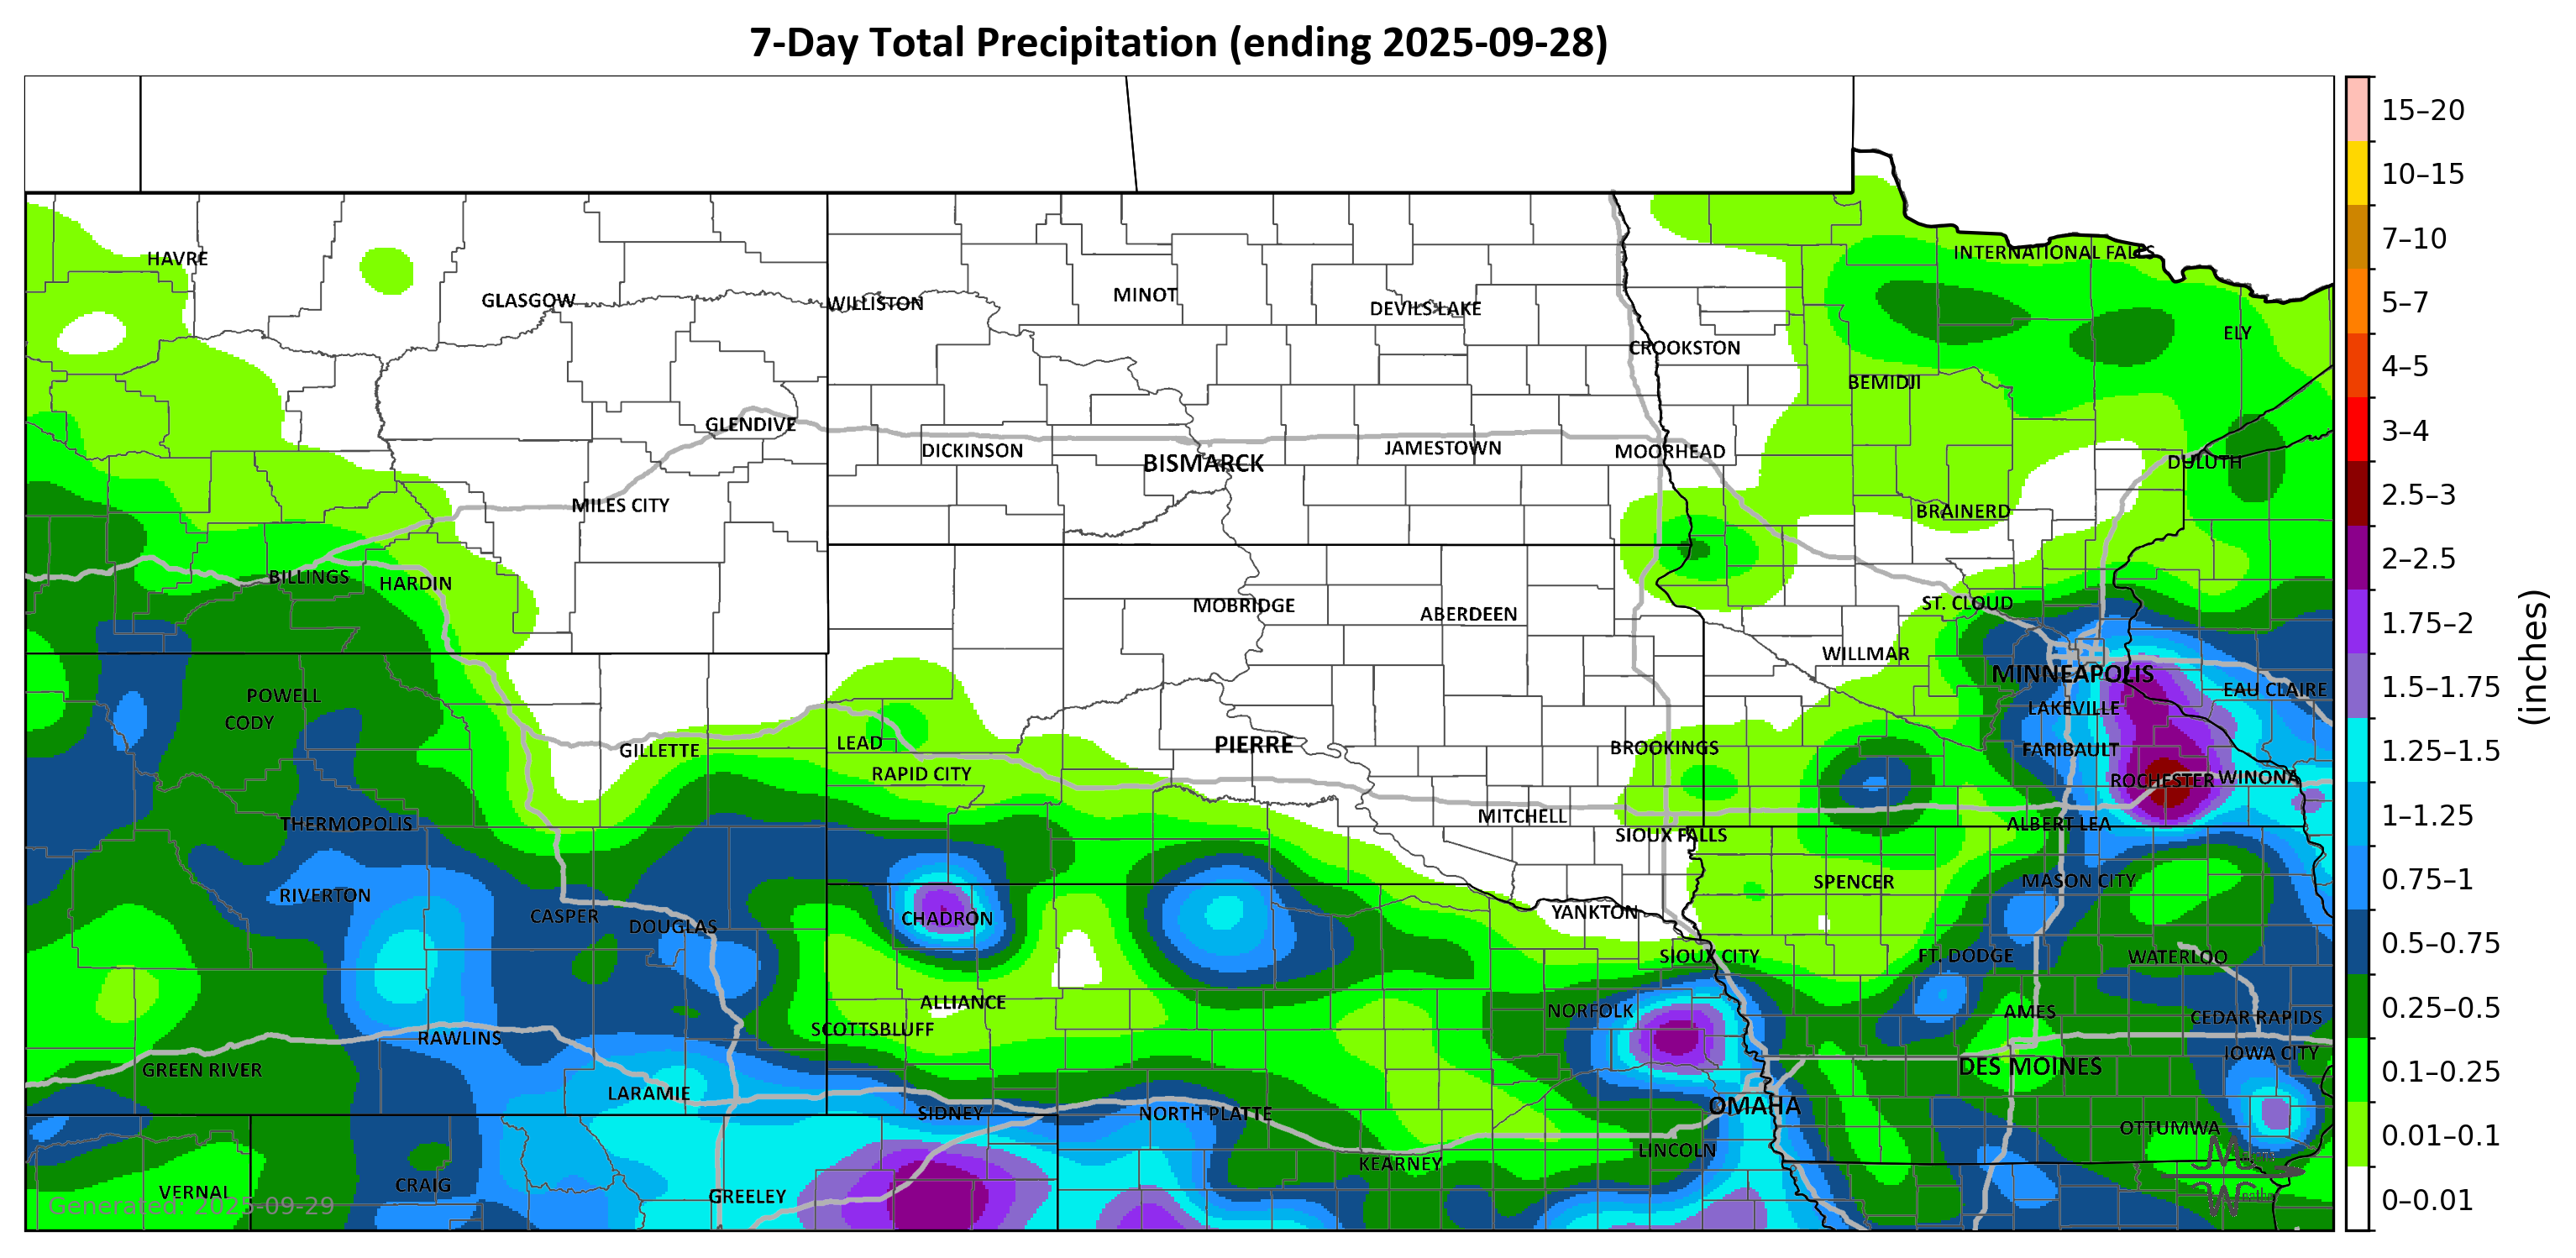 7-Day Total Precipitation (ending 2025-09-28)
15–20
10–15
7–10
5–7
4–5
3–4
2.5–3
2–2.5
1.75–2
1.5–1.75
1.25–1.5
1–1.25
0.75–1
0.5–0.75
0.25–0.5
0.1–0.25
0.01–0.1
0–0.01
(inches)
INTERNATIONAL FALLS
HAVRE
GLASGOW
WILLISTON
MINOT
DEVILS LAKE
ELY
CROOKSTON
BEMIDJI
GLENDIVE
DICKINSON
BISMARCK
JAMESTOWN
MOORHEAD
DULUTH
MILES CITY
BRAINERD
BILLINGS
HARDIN
MOBRIDGE
ABERDEEN
ST. CLOUD
WILLMAR
MINNEAPOLIS
EAU CLAIRE
POWELL
CODY
LAKEVILLE
GILLETTE
LEAD
PIERRE
BROOKINGS
FARIBAULT
RAPID CITY
ROCHESTER
WINONA
THERMOPOLIS
MITCHELL
SIOUX FALLS
ALBERT LEA
RIVERTON
SPENCER
MASON CITY
CASPER
DOUGLAS
CHADRON
YANKTON
SIOUX CITY
FT. DODGE
WATERLOO
ALLIANCE
NORFOLK
AMES
CEDAR RAPIDS
SCOTTSBLUFF
RAWLINS
GREEN RIVER
IOWA CITY
DES MOINES
LARAMIE
SIDNEY
NORTH PLATTE
OMAHA
OTTUMWA
KEARNEY
LINCOLN
VERNAL
CRAIG
GREELEY
Generated: 2025-09-29